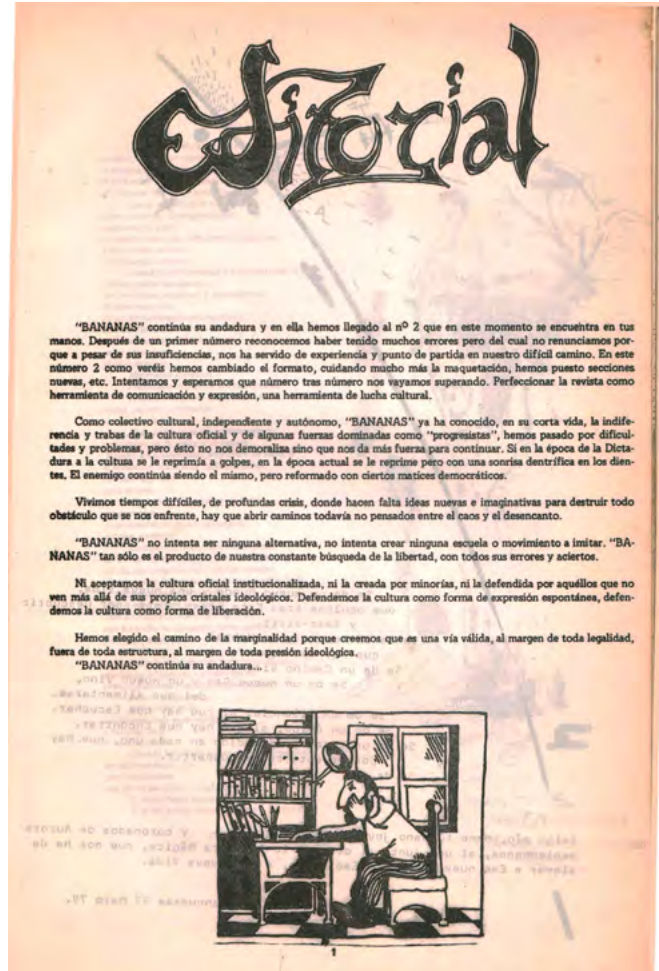 Editorial
"BANANAS" continúa su andadura y en ella hemos llegado al nº 2 que en este momento se encuentra en tus
manos. Después de un primer número reconocemos haber tenido muchos errores pero del cual no renunciamos por-
que a pesar de sus insuficiencias, nos ha servido de experiencia y punto de partida en nuestro difícil camino. En este
número 2 como veréis hemos cambiado el formato, cuidando mucho más la maquetación, hemos puesto secciones
nuevas, etc. Intentamos y esperamos que número tras número nos vayamos superando. Perfeccionar la revista como
herramienta de comunicación y expresión, una herramienta de lucha cultural.
Como colectivo cultural, independiente y autónomo, "BANANAS" ya ha conocido, en su corta vida, la indife-
rencia y trabas de la cultura oficial y de algunas fuerzas dominadas como "progresistas", hemos pasado por dificul-
tades y problemas, pero ésto no nos demoraliza sino que nos da más fuerza para continuar. Si en la época de la Dicta-
dura a la cultura se le reprimía a golpes, en la época actual se le reprime pero con una sonrisa dentrífica en los dien-
tes. El enemigo continúa siendo el mismo, pero reformado con ciertos matices democráticos.
Vivimos tiempos difíciles, de profundas crisis, donde hacen falta ideas nuevas e imaginativas para destruir todo
obstáculo que se nos enfrente, hay que abrir caminos todavía no pensados entre el caos y el desencanto.
"BANANAS" no intenta ser ninguna alternativa, no intenta crear ninguna escuela o movimiento a imitar. "BA-
NANAS" tan sólo es el producto de nuestra constante búsqueda de la libertad, con todos sus errores y aciertos.
Ni aceptamos la cultura oficial institucionalizada, ni la creada por minorías, ni la defendida por aquéllos que no
ven más allá de sus propios cristales ideológicos. Defendemos la cultura como forma de expresión espontánea, defen-
demos la cultura como forma de liberación.
Hemos elegido el camino de la marginalidad porque creemos que es una vía válida, al margen de toda legalidad,
fuera de toda estructura, al margen de toda presión ideológica.
"BANANAS" continúa su andadura...
1